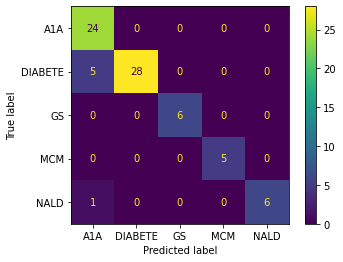 A1A 24 0 0 0 0 25
DIABETE 5 28 0 0 0 20
True label GS 0 0 6 0 0 15
MCM 0 0 0 5 0 10
NALD 1 0 0 0 6 5
0
A1A DIABETE GS MCM NALD
Predicted label